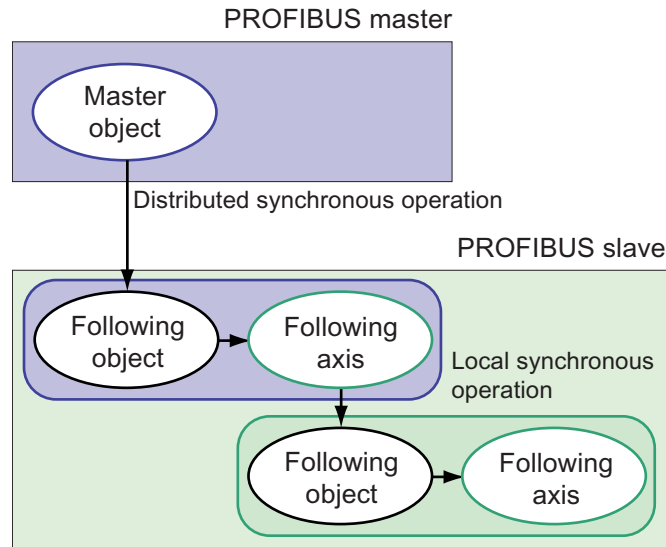 PROFIBUS master
Master
object
Distributed synchronous operation
PROFIBUS slave
Following
object
Following
axis
Local synchronous
operation
Following
object
Following
axis